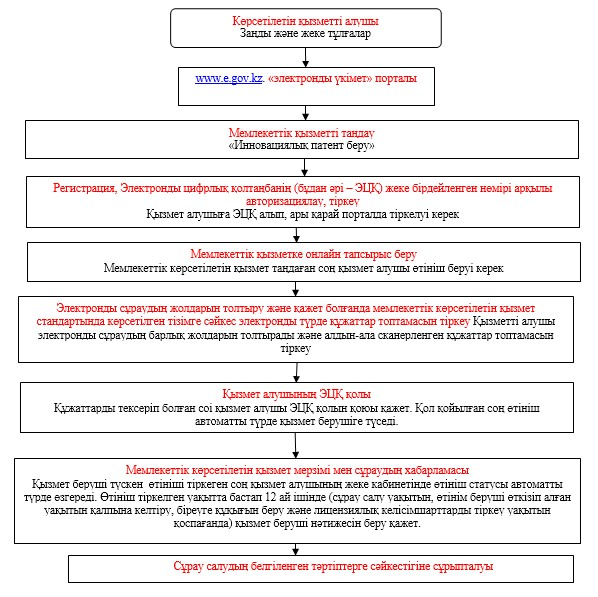 Көрсетілетін қызметті алушы
Заңды және жеке тұлғалар
www.e.gov.kz. «электронды үкімет» порталы
Мемлекеттік қызметті таңдау
«Инновациялық патент беру»
Регистрация, Электронды цифрлық қолтанбаның (бұдан әрі – ЭЦҚ) жеке бірдейленген немірі арқылы
авторизациялау, тіркеу
Қызмет алушыға ЭЦҚ алып, ары қарай порталда тіркелуі керек
Мемлекеттік қызметке онлайн тапсырыс беру
Мемлекеттік көрсетілетін қызмет таңдаған соң қызмет алушы өтініш беруі керек
Электронды сұраудың жолдарын толтыру және қажет болғанда мемлекеттік көрсетілетін қызмет
стандартында көрсетілген тізімге сәйкес электронды түрде құжаттар топтамасын тіркеу Қызметті алушы
электронды сұраудың барлық жолдарын толтырады және алдын-ала сканерленген құжаттар топтамасын
тіркеу
Қызмет алушының ЭЦҚ қолы
Құжаттарды тексеріп болған соі қызмет алушы ЭЦҚ қолын қоюы қажет. Қол қойылған соң өтініш
автоматты түрде қызмет берушіге түседі.
Мемлекеттік көрсетілетін қызмет мерзімі мен сұраудың хабарламасы
Қызмет беруші түскен өтініші тіркеген соң қызмет алушының жеке кабинетінде өтініш статусы автоматты
түрде өзгереді. Өтініш тіркелген уақытта бастап 12 ай ішінде (сұрау салу уақытын, өтінім беруші өткізіп алған
уақытын қалпына келтіру, біреуге құқығын беру және лицензиялық келісімшарттарды тіркеу уақытын
қоспағанда) қызмет беруші нәтижесін беру қажет.
Сұрау салудың белгіленген тәртіптерге сәйкестігіне сұрыпталуы